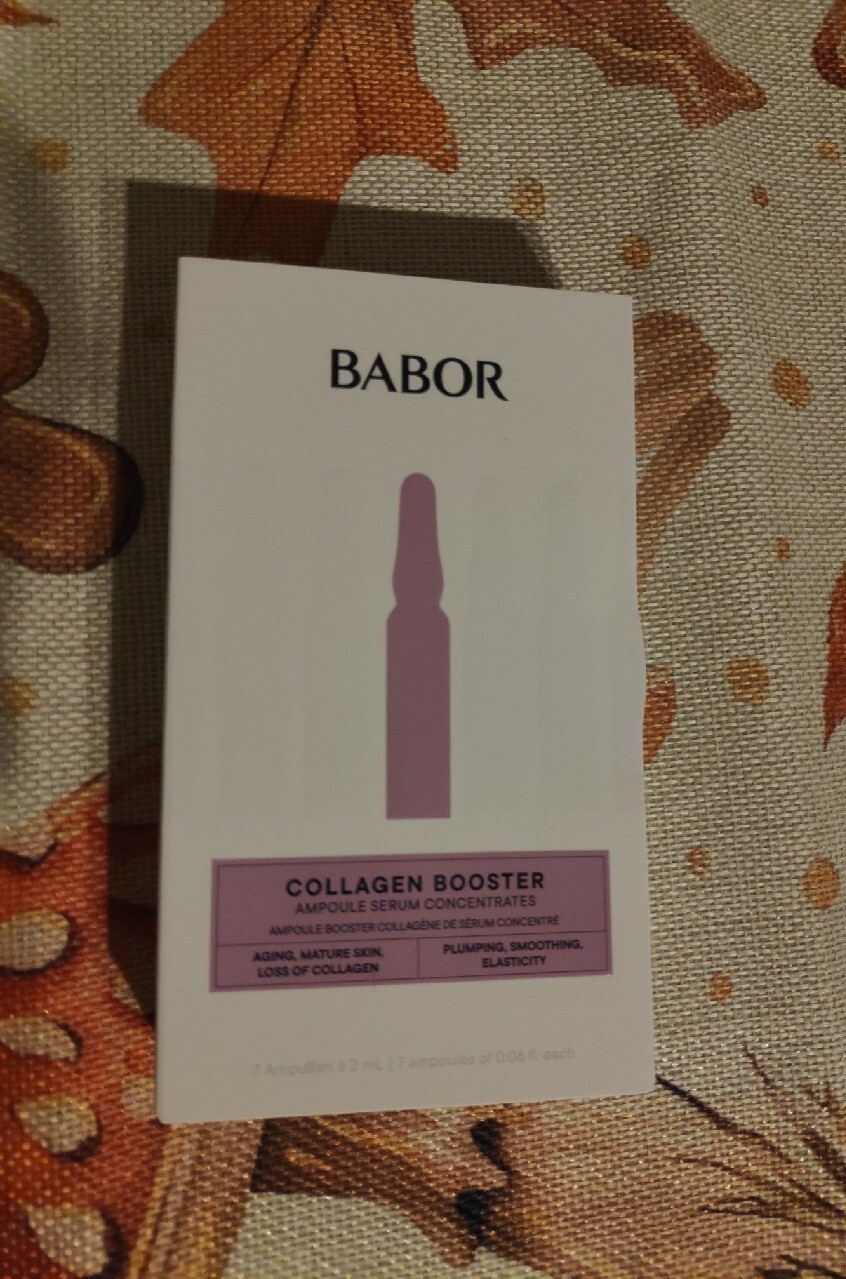 BABOR
COLLAGEN BOOSTER
AMPOULE SERUM CONCENTRATES
AMPOULE BOOSTER COLLAGÈNE DE SÉRUM CONCENTRÉ
AGING, MATURE SKIN,
LOSS OF COLLAGEN
PLUMPING, SMOOTHING,
ELASTICITY
7 Ampullen à 2 mL / 7 ampoules of 0.06 fl. each